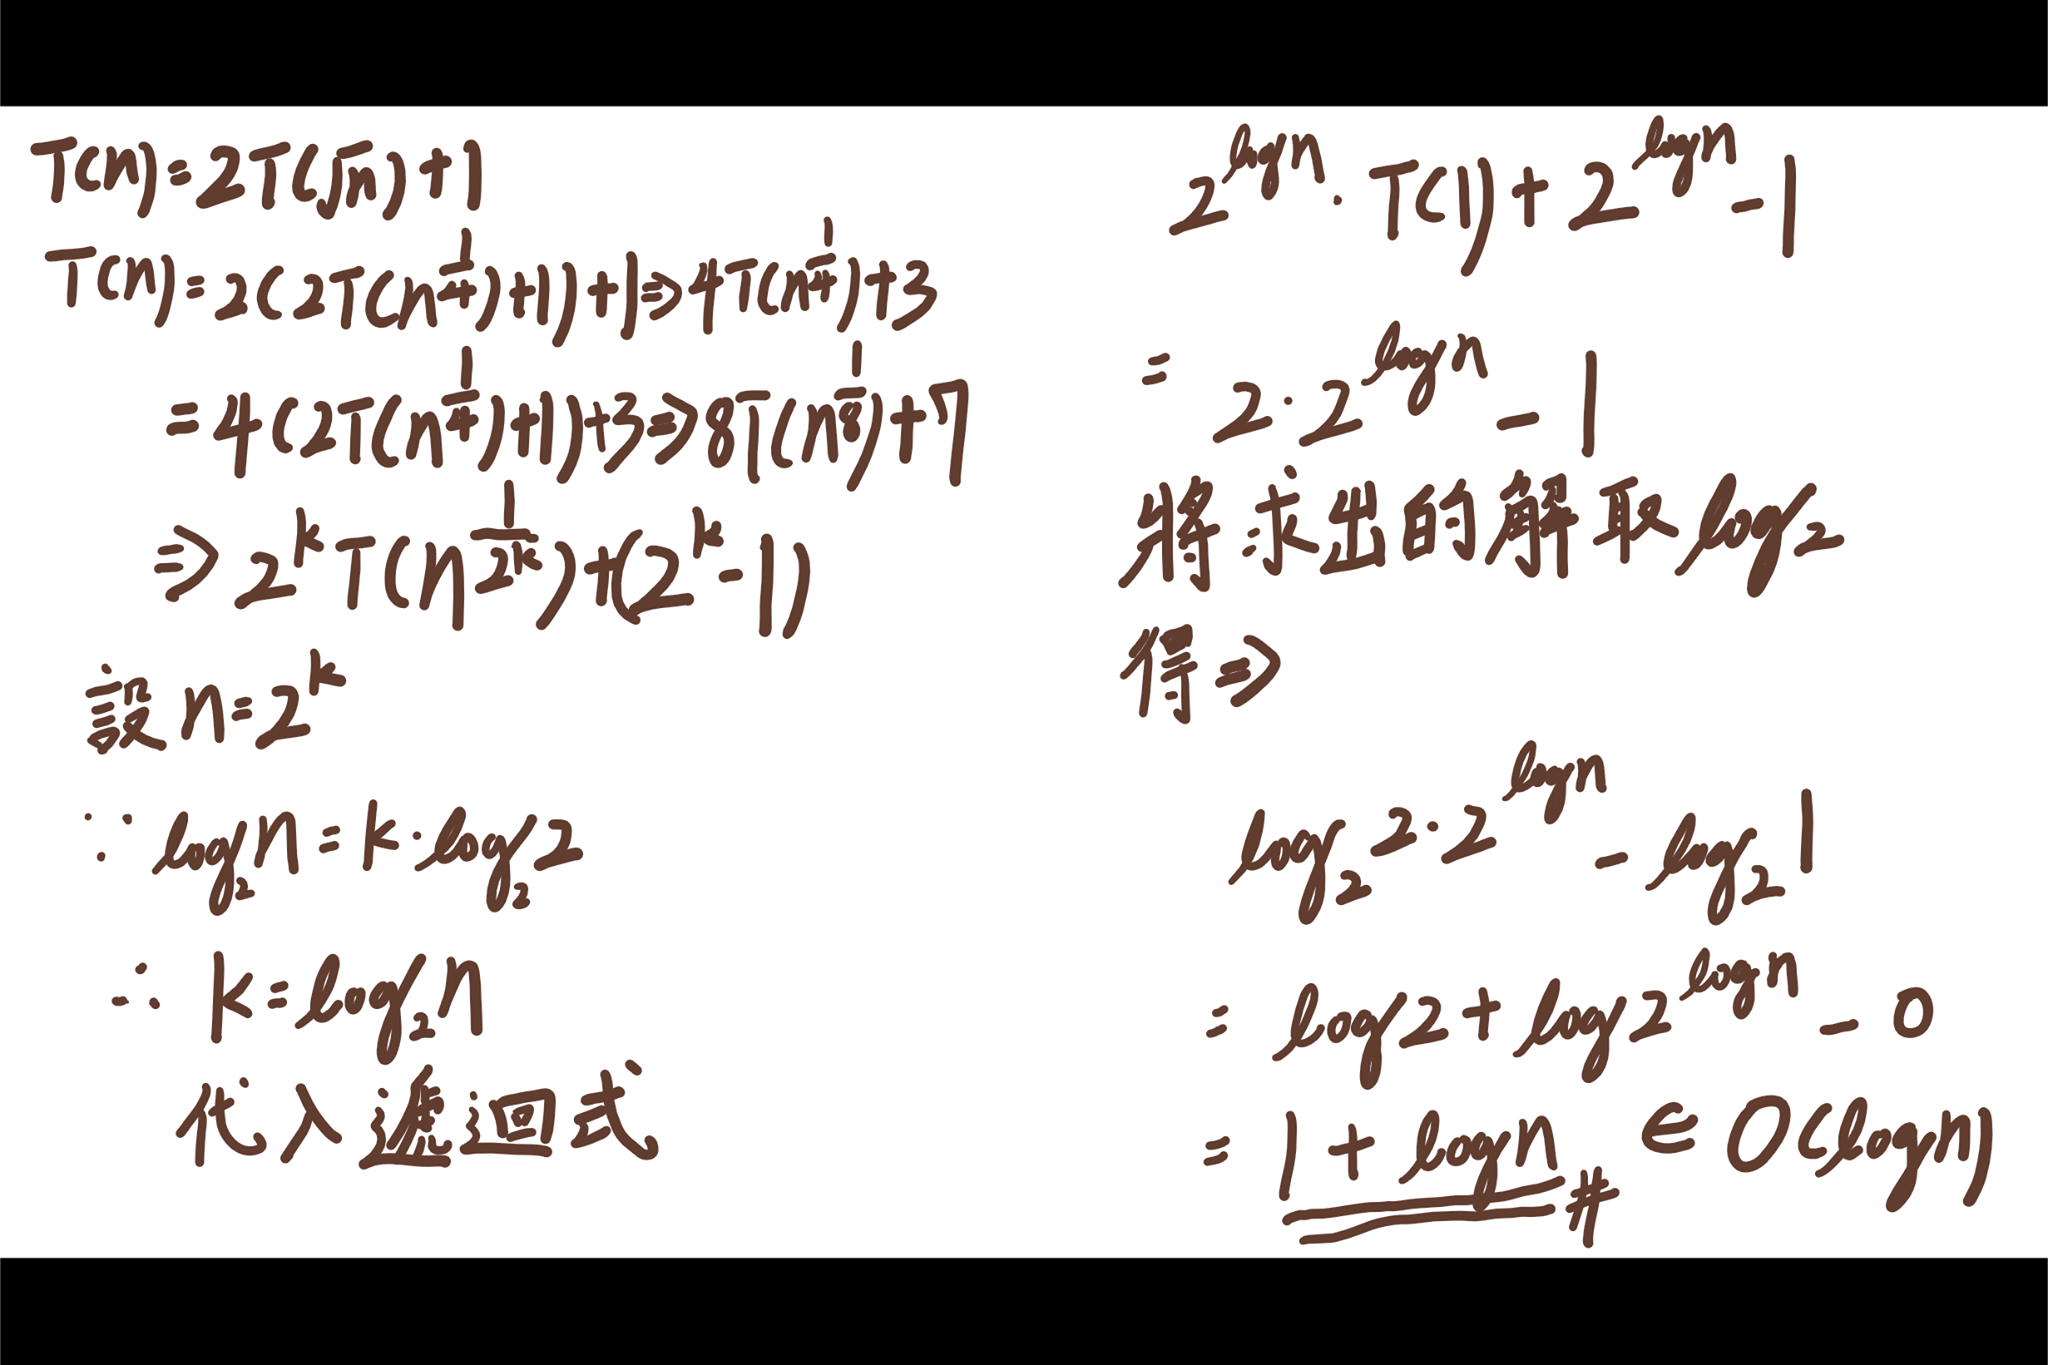 T(n)=2T(√n)+1
T(n)=2(2T(n^{1/4})+1)+1⇒4T(n^{1/4})+3
=4(2T(n^{1/4})+1)+3⇒8T(n^{1/8})+7
⇒2^k T(n^{1/2^k})+(2^k-1)
設n=2^k
∵ log₂n=k·log₂2
∴ k=log₂n
代入遞迴式
2^{logn}·T(1)+2^{logn}-1
=2·2^{logn}-1
將求出的解取log₂
得⇒
log₂2·2^{logn}-log₂1
=log2+log2^{logn}-0
=1+logn# ∈O(logn)